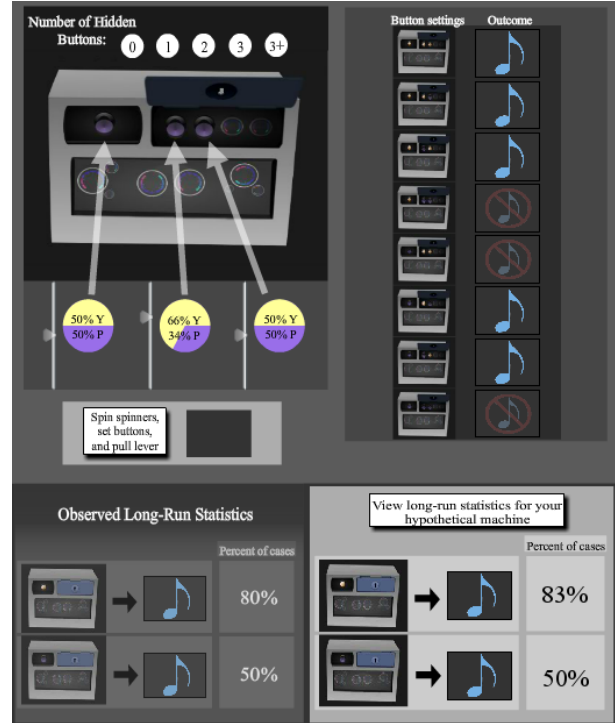 Number of Hidden
Buttons: 0 1 2 3 3+
Button settings Outcome
50% Y
50% P
66% Y
34% P
50% Y
50% P
Spin spinners,
set buttons,
and pull lever
Observed Long-Run Statistics
Percent of cases
80%
50%
View long-run statistics for your
hypothetical machine
Percent of cases
83%
50%